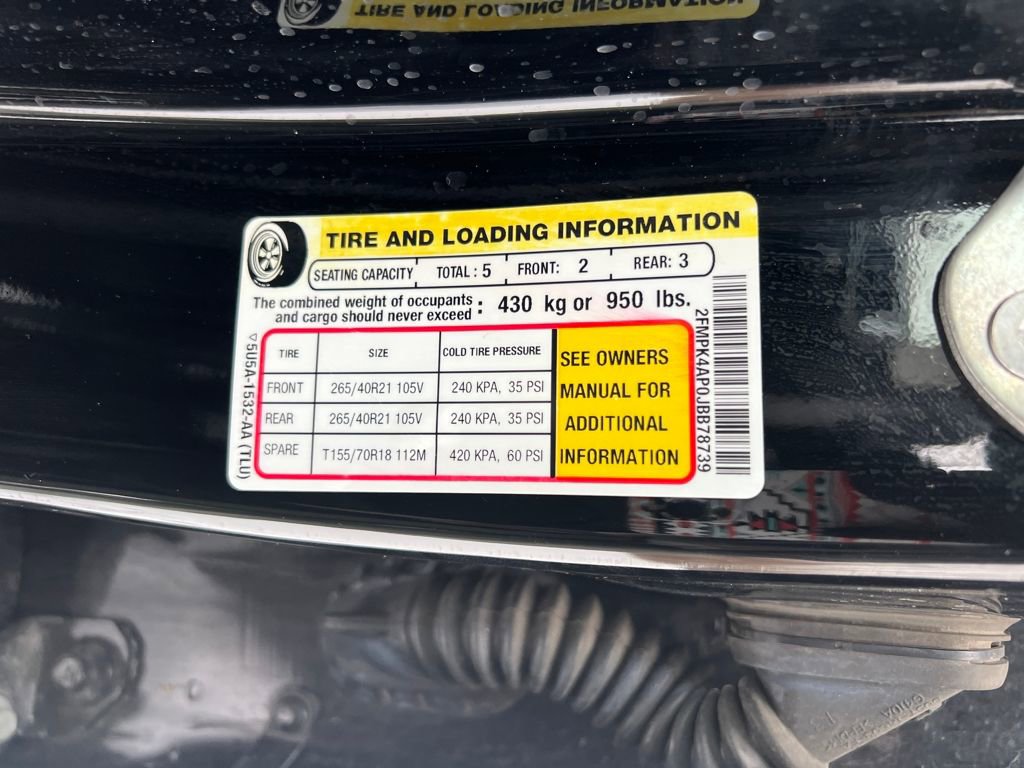 TIRE AND LOADING INFORMATION
TIRE AND LOADING INFORMATION
SEATING CAPACITY TOTAL : 5 FRONT: 2 REAR: 3
The combined weight of occupants
and cargo should never exceed : 430 kg or 950 lbs.
TIRE SIZE COLD TIRE PRESSURE
FRONT 265/40R21 105V 240 KPA, 35 PSI
REAR 265/40R21 105V 240 KPA, 35 PSI
SPARE T155/70R18 112M 420 KPA, 60 PSI
SEE OWNERS
MANUAL FOR
ADDITIONAL
INFORMATION
5U5A-1532-AA (TLU)
2FMPK4AP0JBB78739